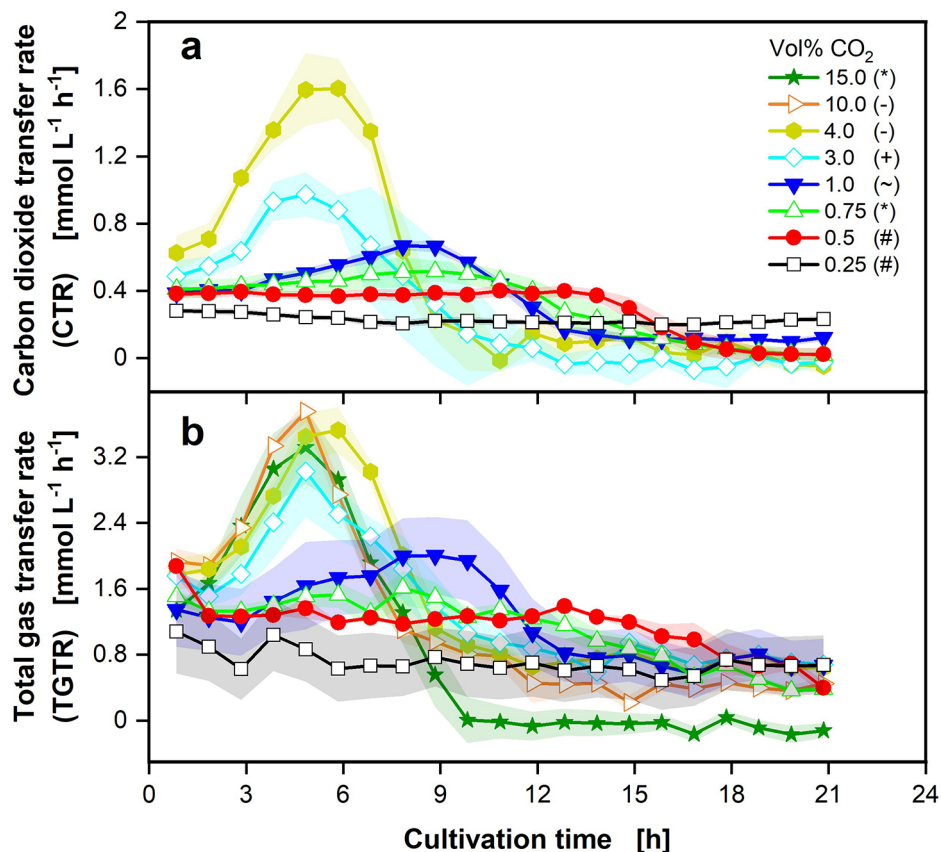 a
Vol% CO₂
15.0 (*)
10.0 (-)
4.0 (-)
3.0 (+)
1.0 (~)
0.75 (*)
0.5 (#)
0.25 (#)
2
1.6
1.2
0.8
0.4
0
Carbon dioxide transfer rate
(CTR) [mmol L⁻¹ h⁻¹]
b
3.2
2.4
1.6
0.8
0
Total gas transfer rate
(TGTR) [mmol L⁻¹ h⁻¹]
0 3 6 9 12 15 18 21 24
Cultivation time [h]